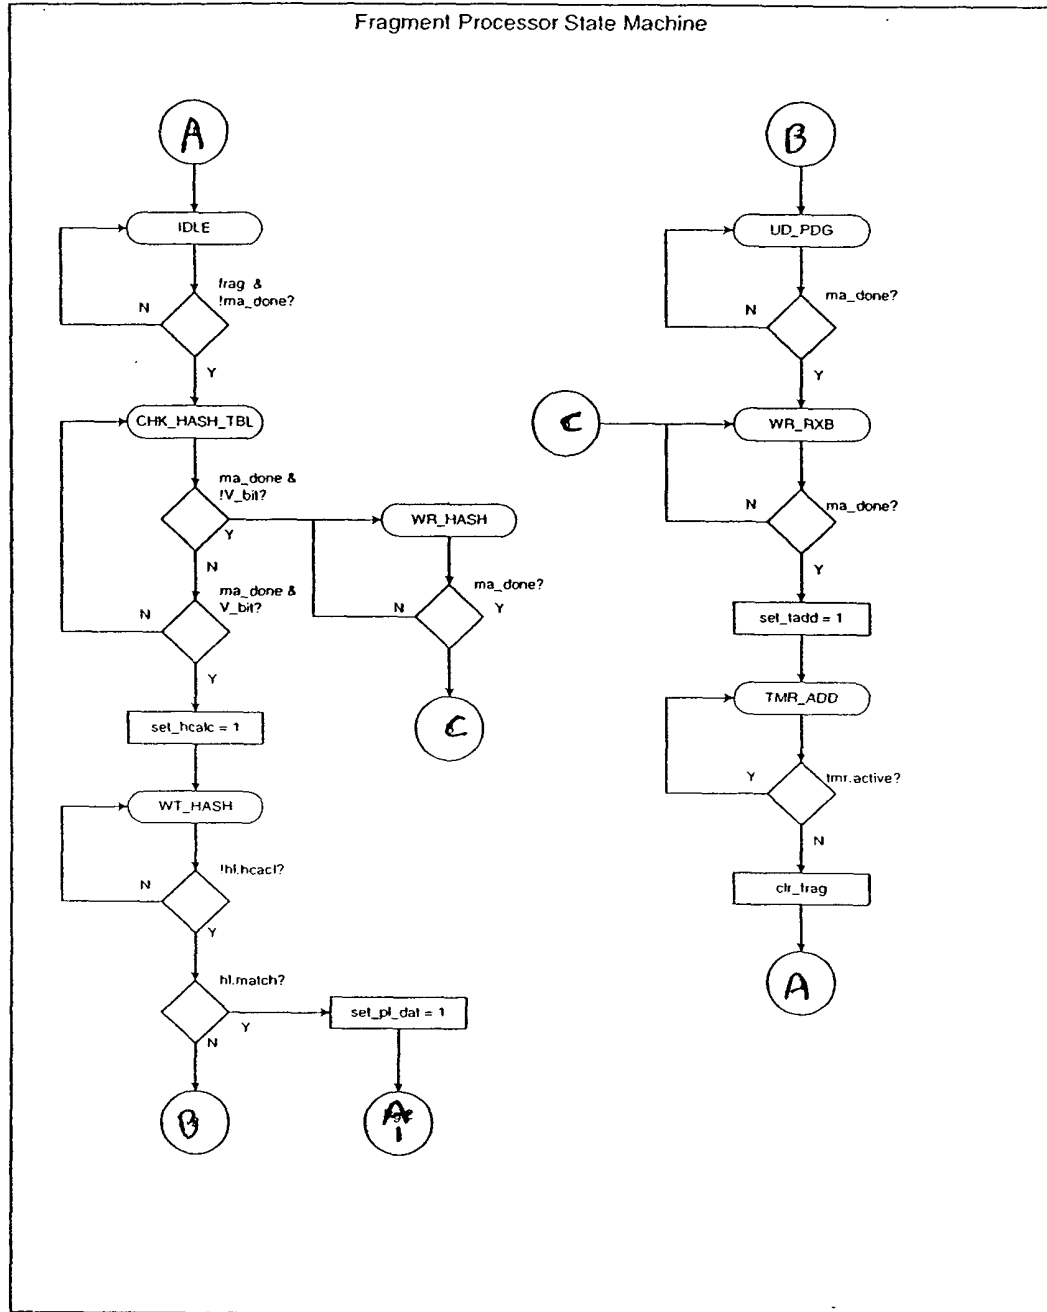 Fragment Processor State Machine
A
IDLE
frag &
!ma_done?
N
Y
CHK_HASH_TBL
ma_done &
!V_bit?
Y
N
WR_HASH
ma_done?
N
Y
C
ma_done &
V_bit?
N
Y
set_hcalc = 1
WT_HASH
!hl.hcacl?
N
Y
hl.match?
Y
N
set_pl_dat = 1
B
A
1
B
UD_PDG
ma_done?
N
Y
C
WR_RXB
ma_done?
N
Y
set_tadd = 1
TMR_ADD
Y
tmr.active?
N
clr_frag
A